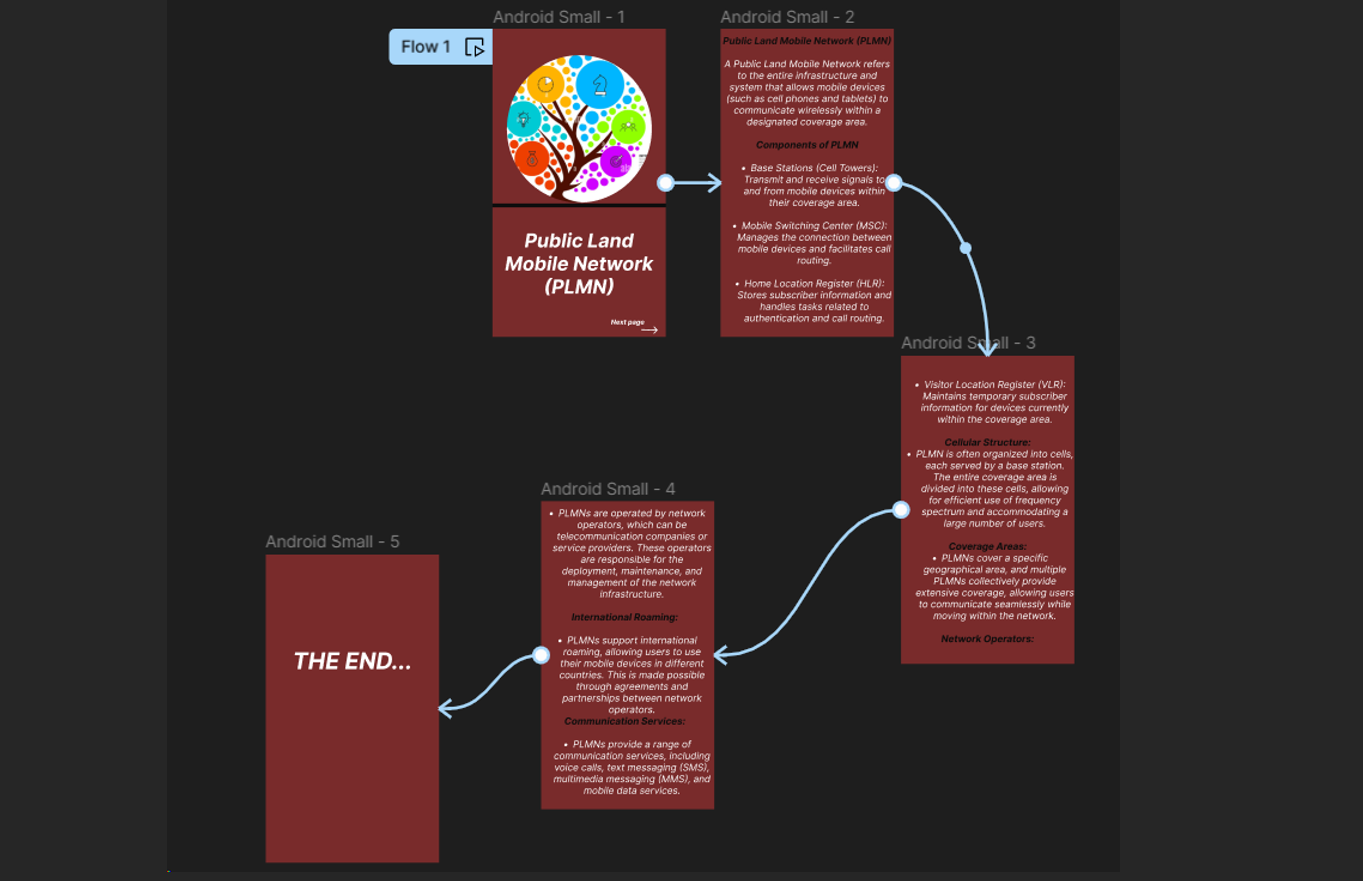 Android Small - 1
Flow 1
Public Land
Mobile Network
(PLMN)
Next page
Android Small - 2
Public Land Mobile Network (PLMN)
A Public Land Mobile Network refers
to the entire infrastructure and
system that allows mobile devices
(such as cell phones and tablets) to
communicate wirelessly within a
designated coverage area.
Components of PLMN
• Base Stations (Cell Towers):
Transmit and receive signals to
and from mobile devices within
their coverage area.
• Mobile Switching Center (MSC):
Manages the connection between
mobile devices and facilitates call
routing.
• Home Location Register (HLR):
Stores subscriber information and
handles tasks related to
authentication and call routing.
Android Small - 3
• Visitor Location Register (VLR):
Maintains temporary subscriber
information for devices currently
within the coverage area.
Cellular Structure:
• PLMN is often organized into cells,
each served by a base station.
The entire coverage area is
divided into these cells, allowing
for efficient use of frequency
spectrum and accommodating a
large number of users.
Coverage Areas:
• PLMNs cover a specific
geographical area, and multiple
PLMNs collectively provide
extensive coverage, allowing users
to communicate seamlessly while
moving within the network.
Network Operators:
Android Small - 4
• PLMNs are operated by network
operators, which can be
telecommunication companies or
service providers. These operators
are responsible for the
deployment, maintenance, and
management of the network
infrastructure.
International Roaming:
• PLMNs support international
roaming, allowing users to use
their mobile devices in different
countries. This is made possible
through agreements and
partnerships between network
operators.
Communication Services:
• PLMNs provide a range of
communication services, including
voice calls, text messaging (SMS),
multimedia messaging (MMS), and
mobile data services.
Android Small - 5
THE END...